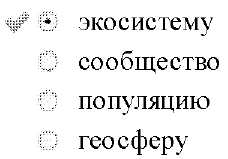 экосистему
сообщество
популяцию
геосферу